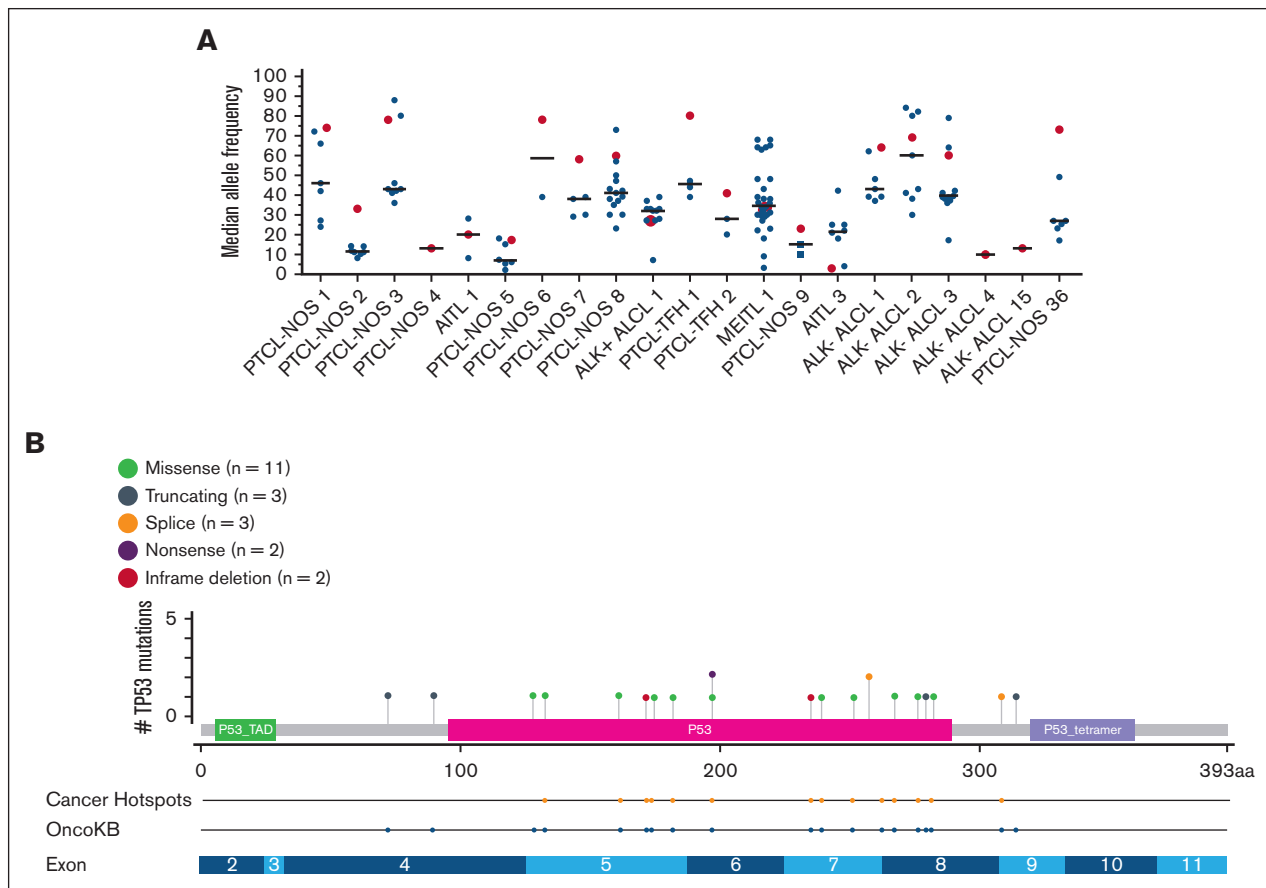 A
Median allele frequency
100
90
80
70
60
50
40
30
20
10
0
PTCL-NOS 1
PTCL-NOS 2
PTCL-NOS 3
PTCL-NOS 4
AITL 1
PTCL-NOS 5
PTCL-NOS 6
PTCL-NOS 7
PTCL-NOS 8
ALK+ ALCL 1
PTCL-TFH 1
PTCL-TFH 2
MEITL 1
PTCL-NOS 9
AITL 3
ALK- ALCL 1
ALK- ALCL 2
ALK- ALCL 3
ALK- ALCL 4
ALK- ALCL 15
PTCL-NOS 36
B
Missense (n = 11)
Truncating (n = 3)
Splice (n = 3)
Nonsense (n = 2)
Inframe deletion (n = 2)
# TP53 mutations
5
0
P53_TAD P53 P53_tetramer
0 100 200 300 393aa
Cancer Hotspots
OncoKB
Exon 2 3 4 5 6 7 8 9 10 11